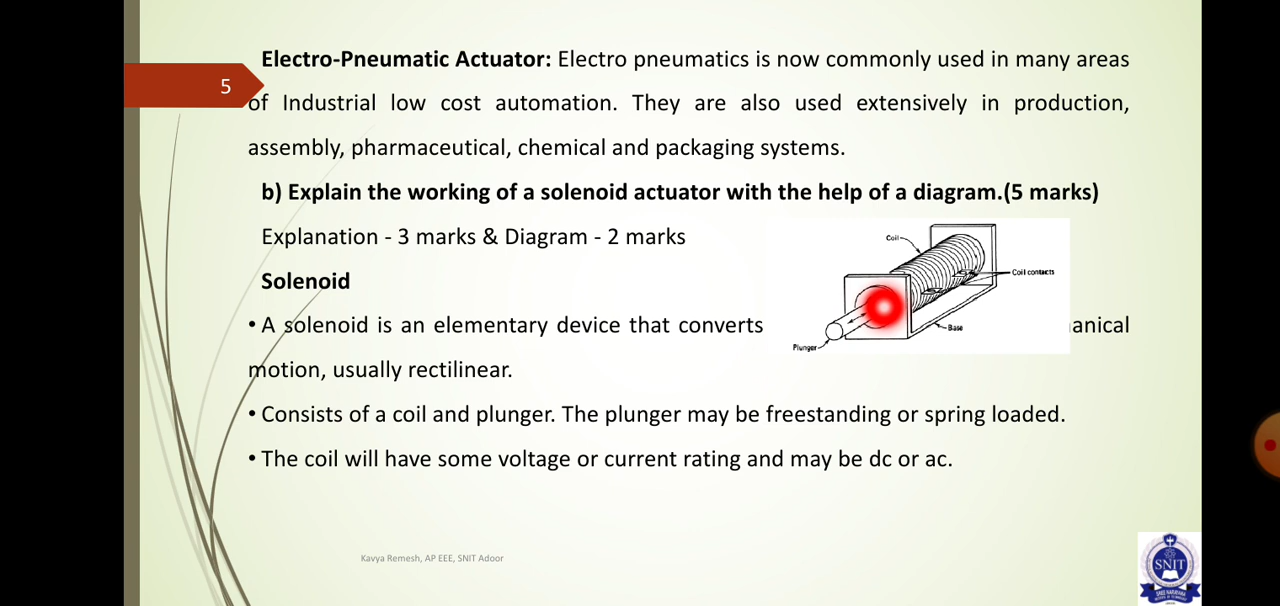 Electro-Pneumatic Actuator: Electro pneumatics is now commonly used in many areas
5
of Industrial low cost automation. They are also used extensively in production,
assembly, pharmaceutical, chemical and packaging systems.
b) Explain the working of a solenoid actuator with the help of a diagram.(5 marks)
Explanation - 3 marks & Diagram - 2 marks
Coil
Coil contacts
Solenoid
• A solenoid is an elementary device that converts anical
Base
Plunger
motion, usually rectilinear.
• Consists of a coil and plunger. The plunger may be freestanding or spring loaded.
• The coil will have some voltage or current rating and may be dc or ac.
Kavya Remesh, AP EEE, SNIT Adoor
SNIT